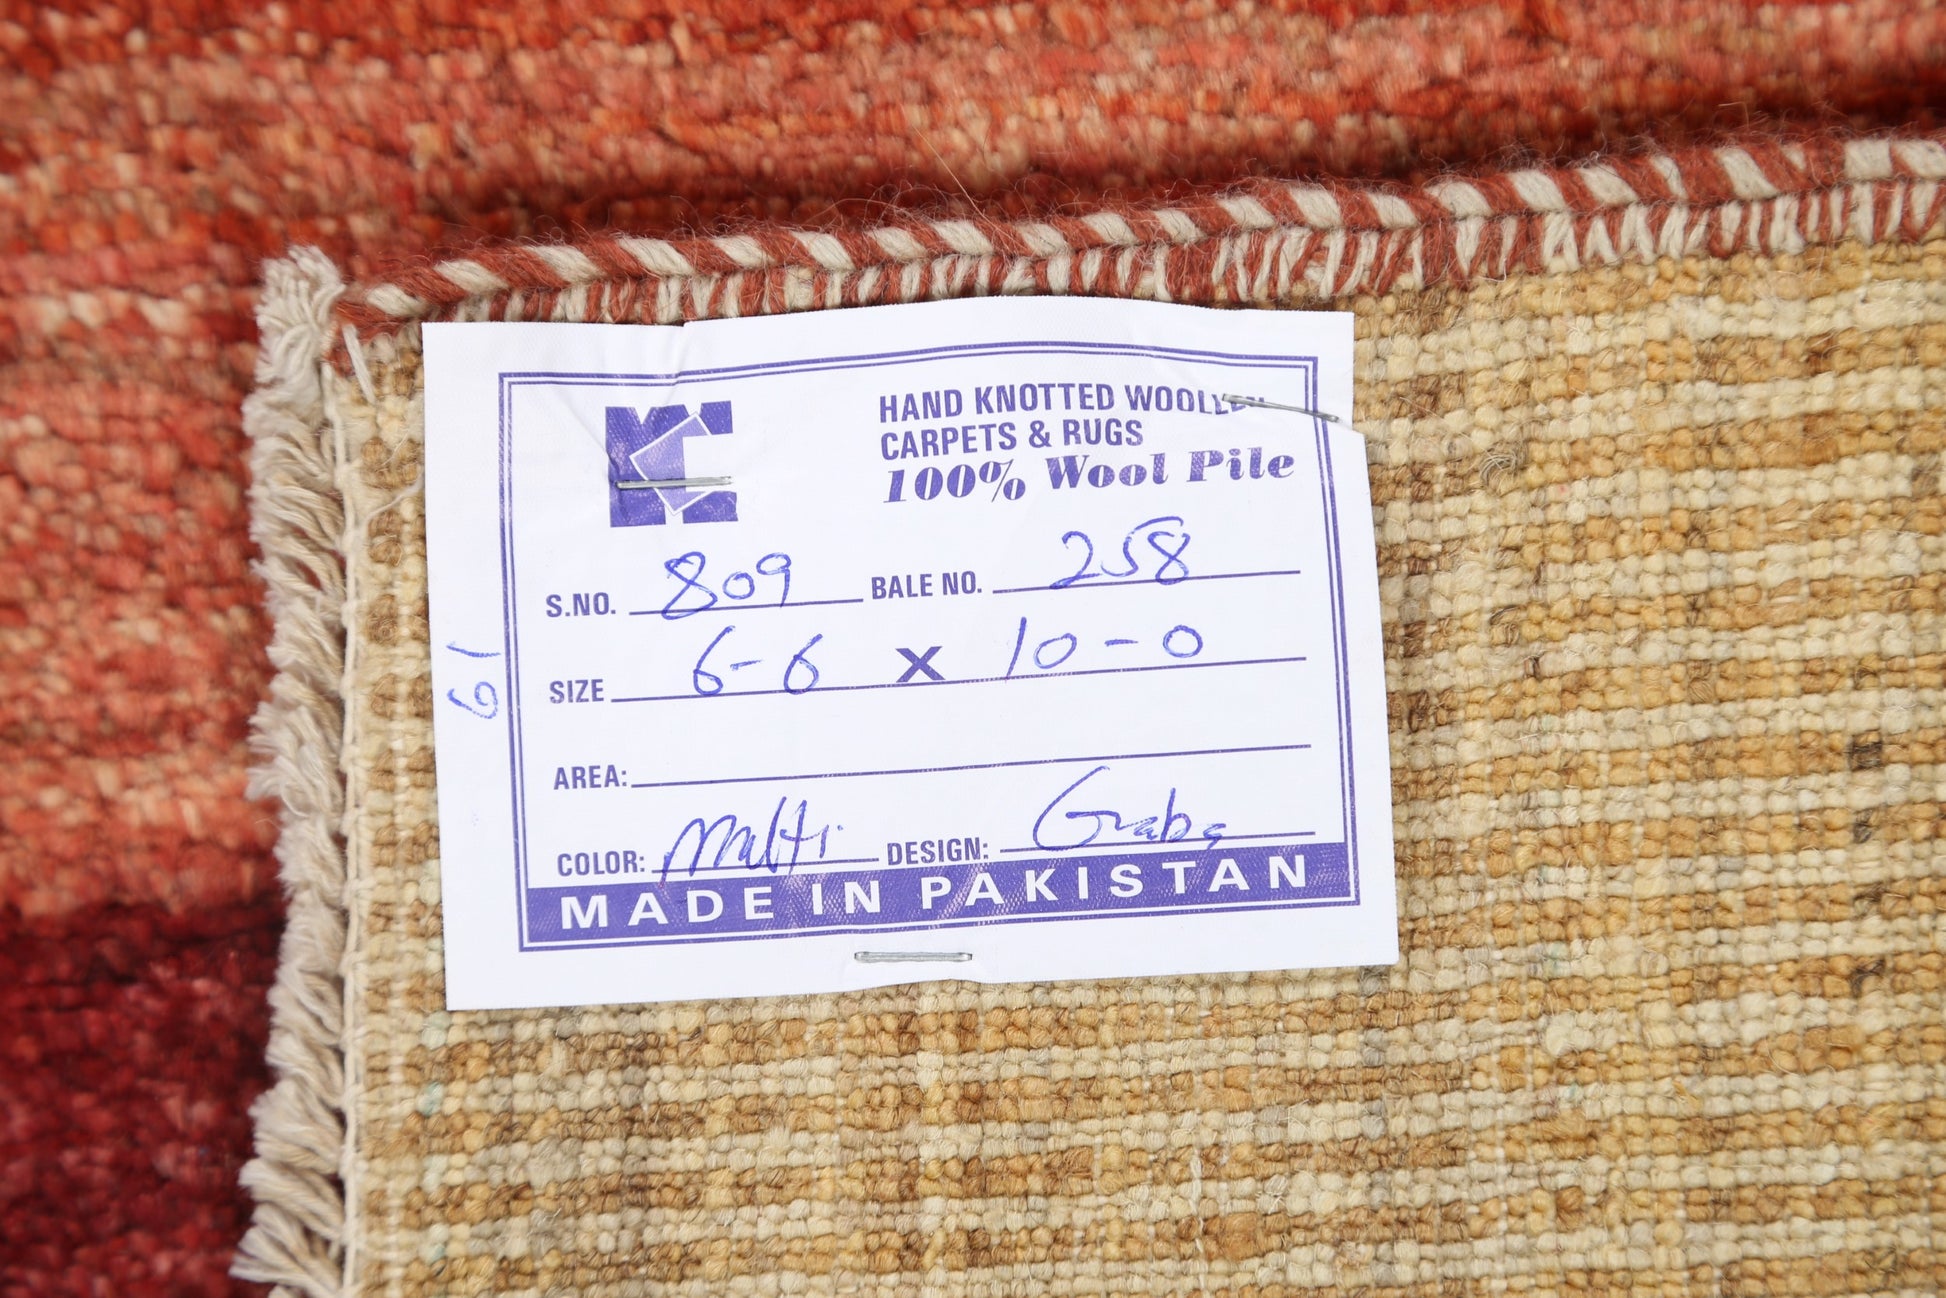 HAND KNOTTED WOOLLEN
CARPETS & RUGS
100% Wool Pile
S.NO. 809 BALE NO. 258
SIZE 6-6 X 10-0
AREA:
COLOR: Multi DESIGN: Graba
MADE IN PAKISTAN